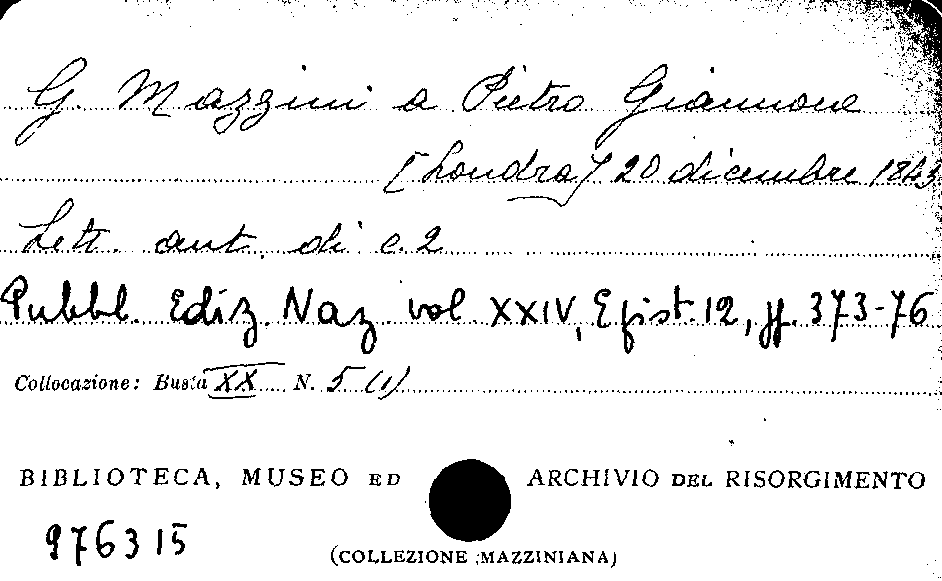 G. Mazzini a Pietro Giannone
[Londra] 20 dicembre 1843
Lett. aut. di c. 2
Pubbl. Ediz. Naz. vol. XXIV, Epist. 12, pp. 373-76
Collocazione: Busta XX N. 5 (1)
BIBLIOTECA, MUSEO ED ARCHIVIO DEL RISORGIMENTO
976315
(COLLEZIONE MAZZINIANA)